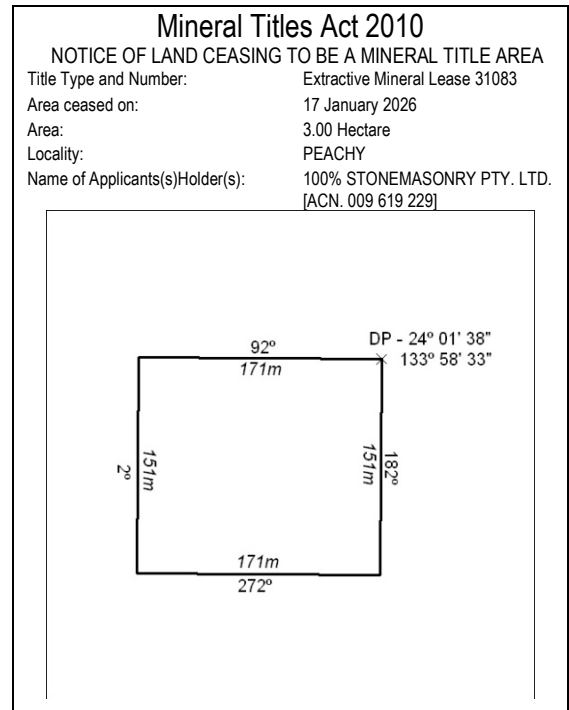 Mineral Titles Act 2010
NOTICE OF LAND CEASING TO BE A MINERAL TITLE AREA
Title Type and Number: Extractive Mineral Lease 31083
Area ceased on: 17 January 2026
Area: 3.00 Hectare
Locality: PEACHY
Name of Applicants(s)Holder(s): 100% STONEMASONRY PTY. LTD.
[ACN. 009 619 229]
DP - 24º 01' 38"
133º 58' 33"
92º
171m
2º
151m
151m
182º
171m
272º